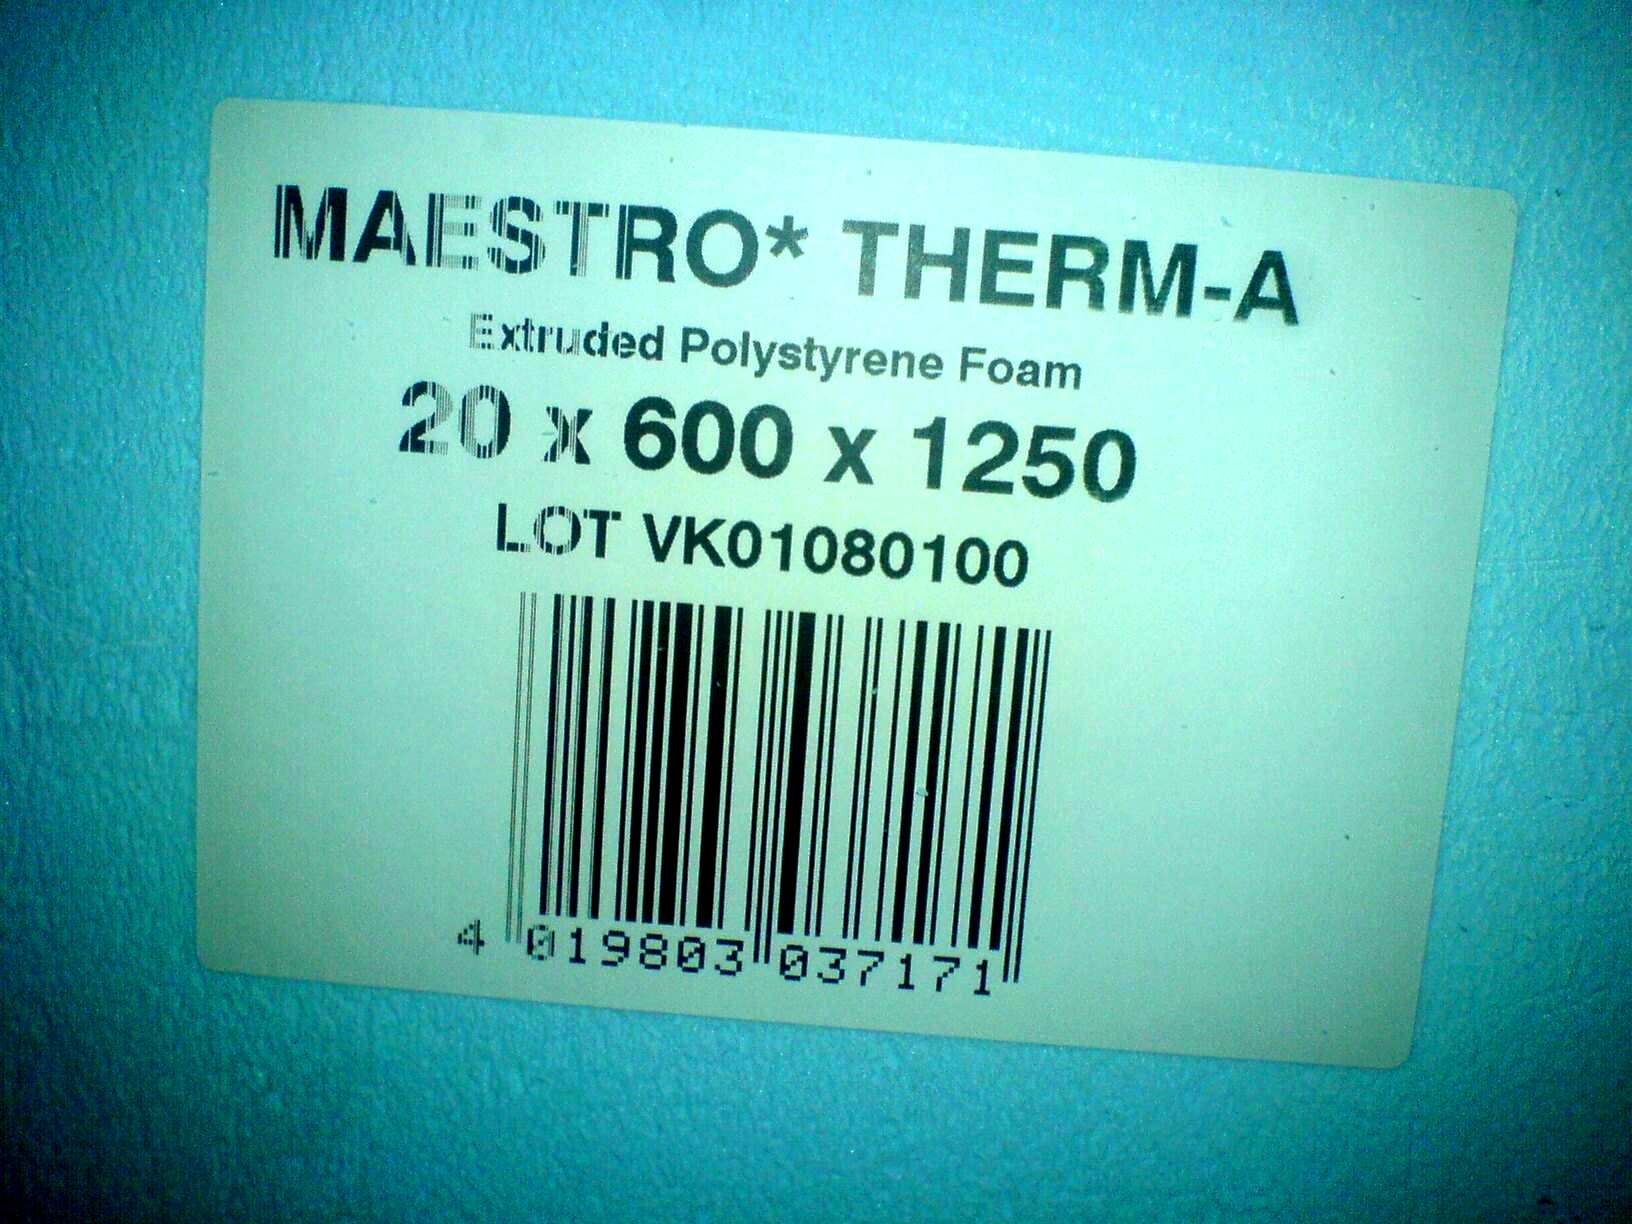 MAESTRO* THERM-A
Extruded Polystyrene Foam
20 x 600 x 1250
LOT VK01080100
4 019803 037171